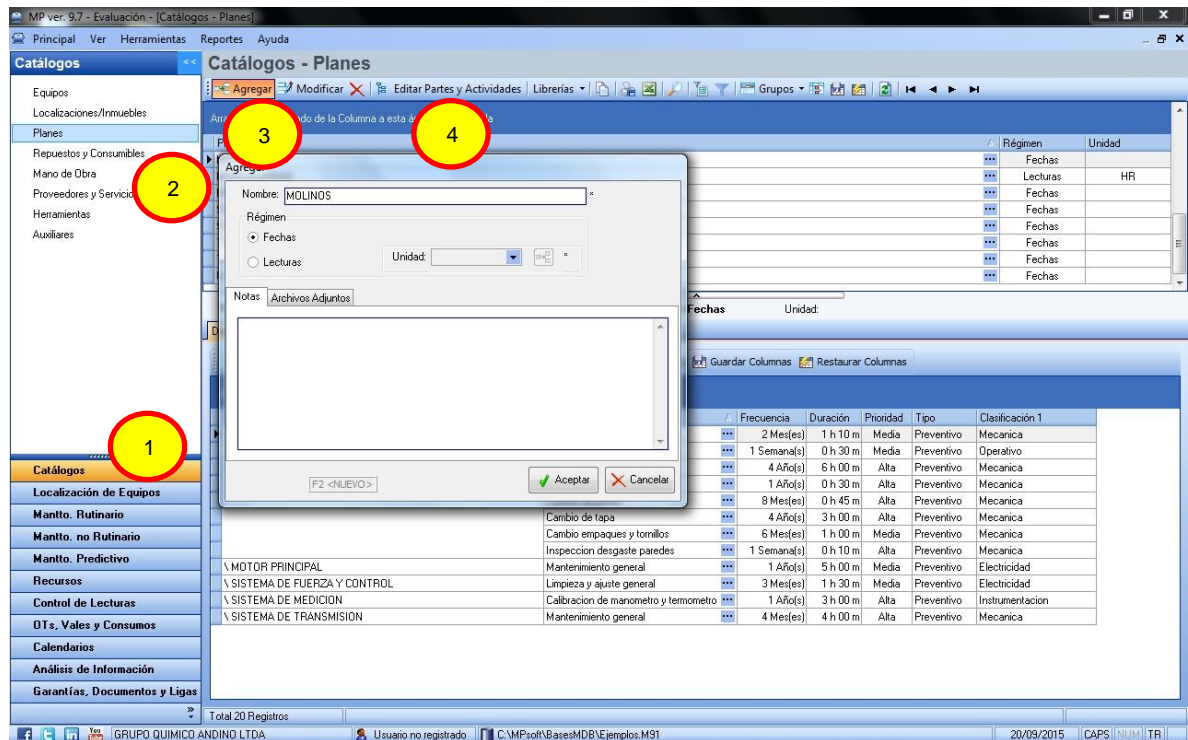 MP ver. 9.7 - Evaluación - [Catálogos - Planes]
Principal Ver Herramientas Reportes Ayuda
Catálogos <<
Catálogos - Planes
Agregar Modificar Editar Partes y Actividades Librerías Grupos
Equipos
Localizaciones/Inmuebles
Planes
Repuestos y Consumibles
Mano de Obra
Proveedores y Servicio
Herramientas
Auxiliares
Arra
do de la Columna a esta á
3
4
2
1
Régimen Unidad
Fechas
Lecturas HR
Fechas
Fechas
Fechas
Fechas
Fechas
Fechas
Agregar
Nombre: MOLINOS *
Régimen
Fechas
Lecturas
Unidad: *
Notas Archivos Adjuntos
F2 <NUEVO>
Aceptar Cancelar
Fechas Unidad:
Guardar Columnas Restaurar Columnas
Frecuencia Duración Prioridad Tipo Clasificación 1
2 Mes(es) 1 h 10 m Media Preventivo Mecanica
1 Semana(s) 0 h 30 m Media Preventivo Operativo
4 Año(s) 6 h 00 m Alta Preventivo Mecanica
1 Año(s) 0 h 30 m Alta Preventivo Mecanica
8 Mes(es) 0 h 45 m Alta Preventivo Mecanica
Cambio de tapa 4 Año(s) 3 h 00 m Alta Preventivo Mecanica
Cambio empaques y tornillos 6 Mes(es) 1 h 00 m Media Preventivo Mecanica
Inspeccion desgaste paredes 1 Semana(s) 0 h 10 m Alta Preventivo Mecanica
\ MOTOR PRINCIPAL Mantenimiento general 1 Año(s) 5 h 00 m Media Preventivo Electricidad
\ SISTEMA DE FUERZA Y CONTROL Limpieza y ajuste general 3 Mes(es) 1 h 30 m Media Preventivo Electricidad
\ SISTEMA DE MEDICION Calibracion de manometro y termometro 1 Año(s) 3 h 00 m Alta Preventivo Instrumentacion
\ SISTEMA DE TRANSMISION Mantenimiento general 4 Mes(es) 4 h 00 m Alta Preventivo Mecanica
Catálogos
Localización de Equipos
Mantto. Rutinario
Mantto. no Rutinario
Mantto. Predictivo
Recursos
Control de Lecturas
OTs, Vales y Consumos
Calendarios
Análisis de Información
Garantías, Documentos y Ligas
Total 20 Registros
GRUPO QUIMICO ANDINO LTDA Usuario no registrado C:\MPsoft\BasesMDB\Ejemplos.M91 20/09/2015 CAPS NUM TR